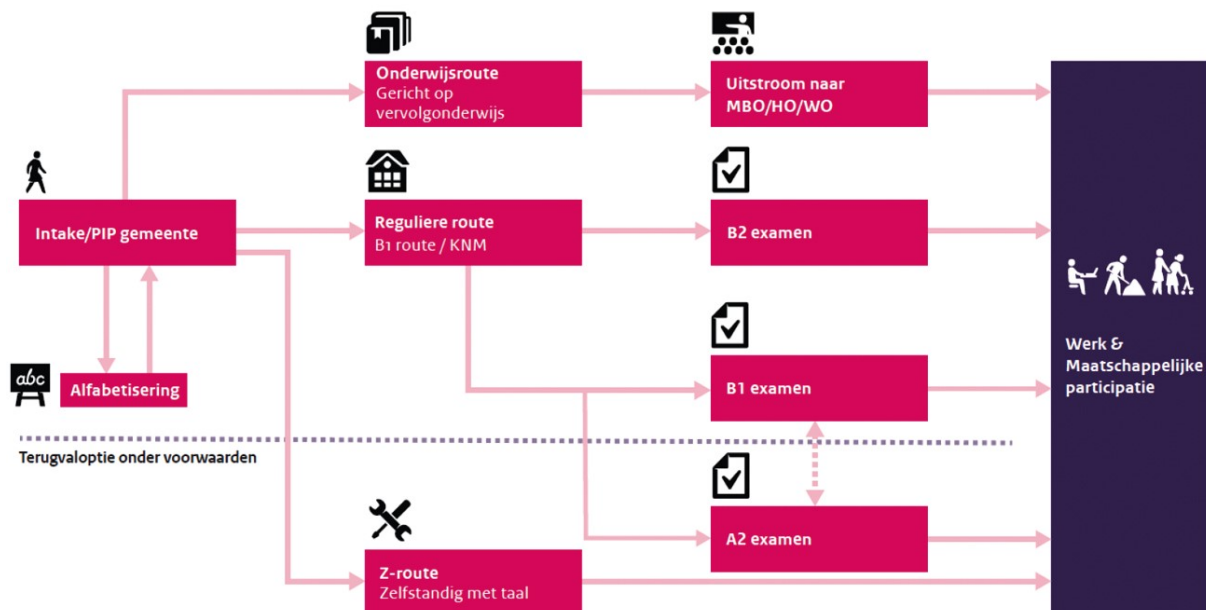 Onderwijsroute
Gericht op
vervolgonderwijs
Uitstroom naar
MBO/HO/WO
Intake/PIP gemeente
Reguliere route
B1 route / KNM
B2 examen
abc
Alfabetisering
B1 examen
Werk &
Maatschappelijke
participatie
Terugvaloptie onder voorwaarden
A2 examen
Z-route
Zelfstandig met taal